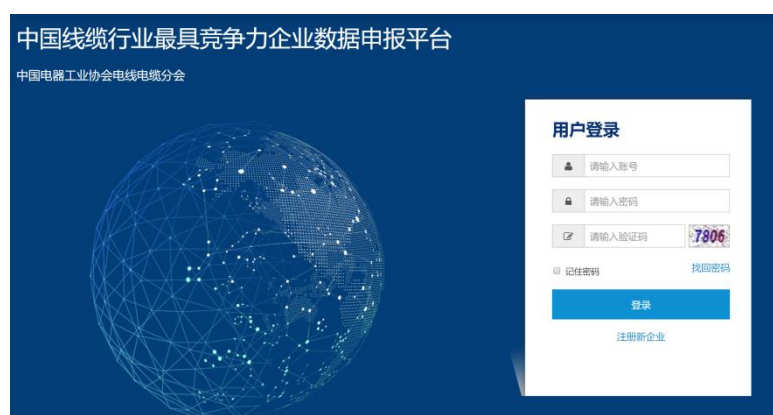 中国线缆行业最具竞争力企业数据申报平台
中国电器工业协会电线电缆分会
用户登录
请输入账号
请输入密码
请输入验证码
7806
记住密码
找回密码
登录
注册新企业